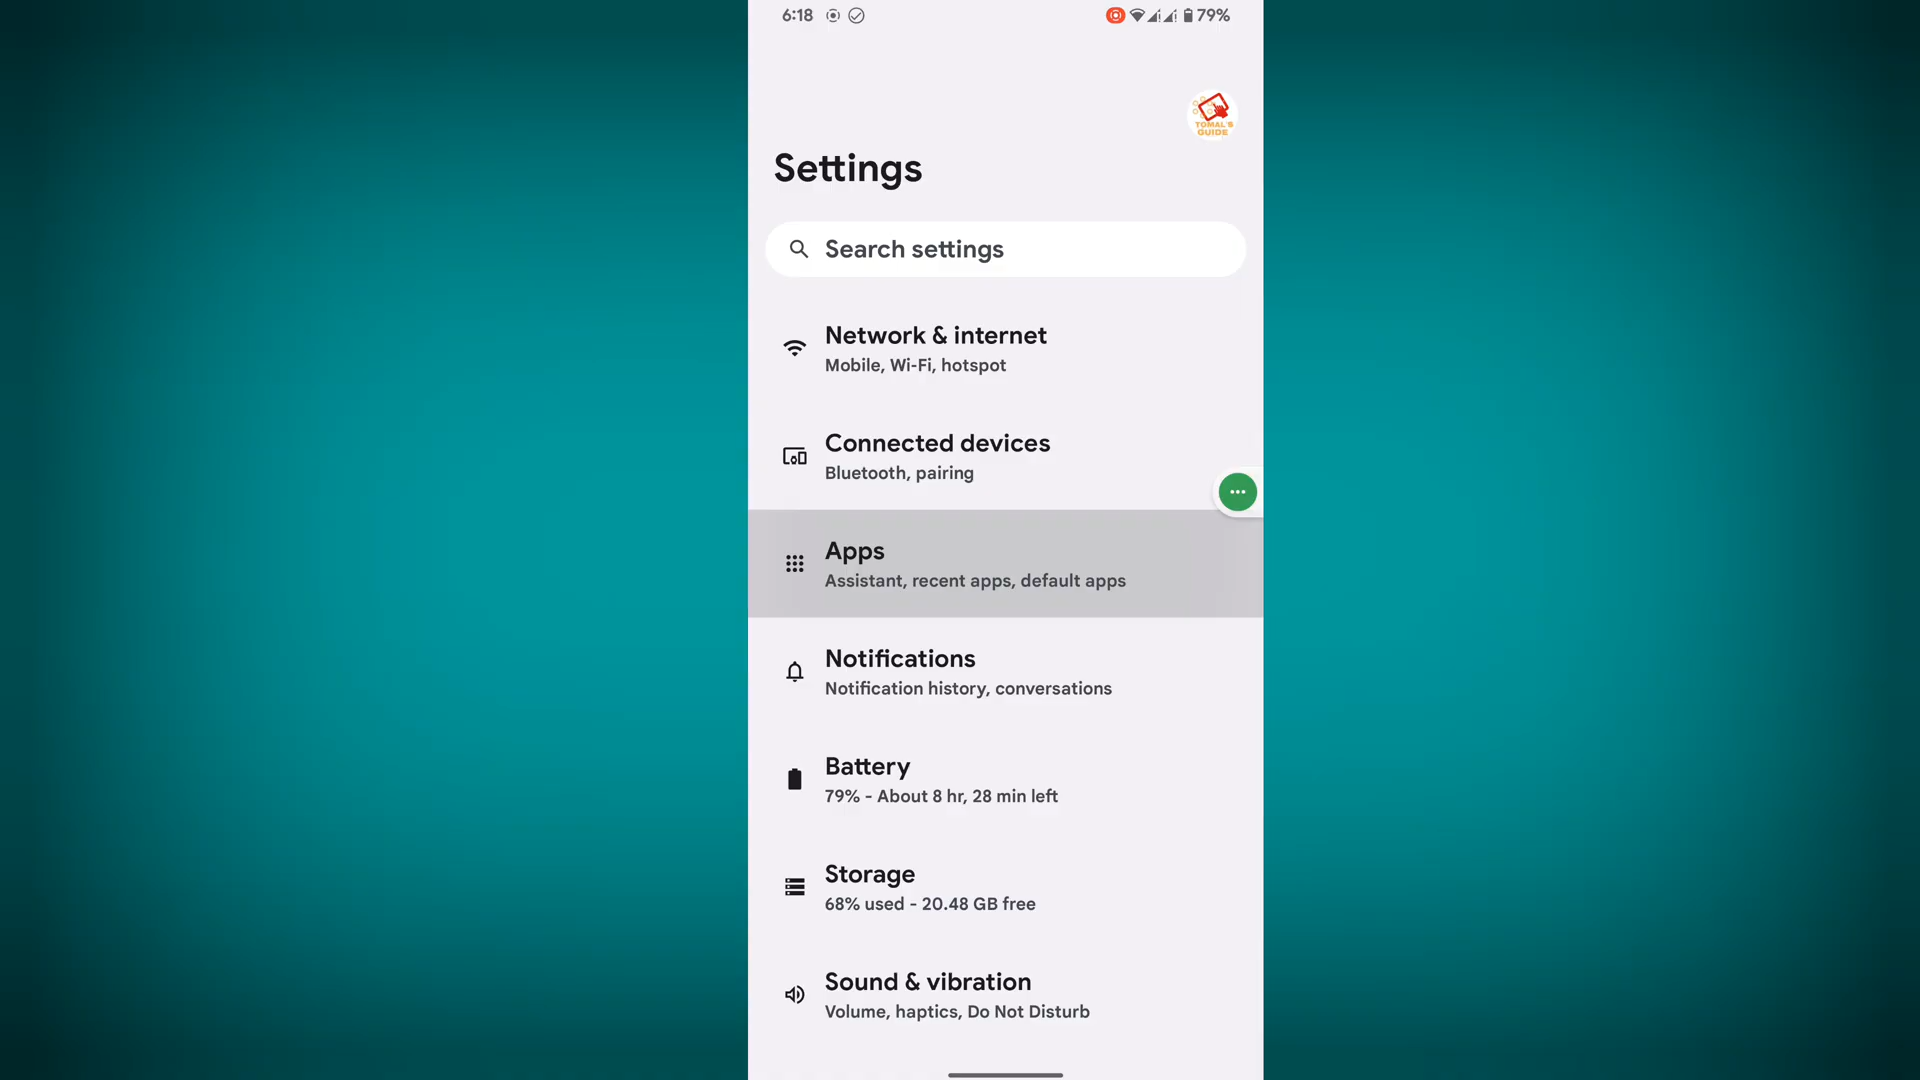 6:18
79%
TOMAL'S
GUIDE
Settings
Search settings
Network & internet
Mobile, Wi-Fi, hotspot
Connected devices
Bluetooth, pairing
Apps
Assistant, recent apps, default apps
Notifications
Notification history, conversations
Battery
79% - About 8 hr, 28 min left
Storage
68% used - 20.48 GB free
Sound & vibration
Volume, haptics, Do Not Disturb